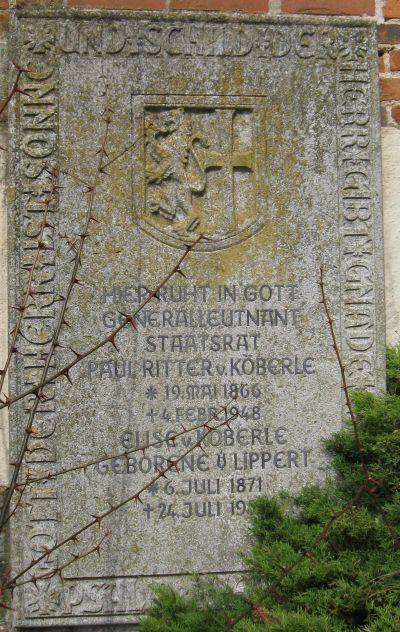 GOTT DER HERR IST SONNE
UND SCHILD DER
HERR GIBT GNADE
HIER RUHT IN GOTT
GENERALLEUTNANT
STAATSRAT
PAUL RITTER v. KÖBERLE
* 19. MAI 1866
† 4. FEBR. 1948
ELISE v. KÖBERLE
GEBORENE v. LIPPERT
* 6. JULI 1871
† 24. JULI
PS